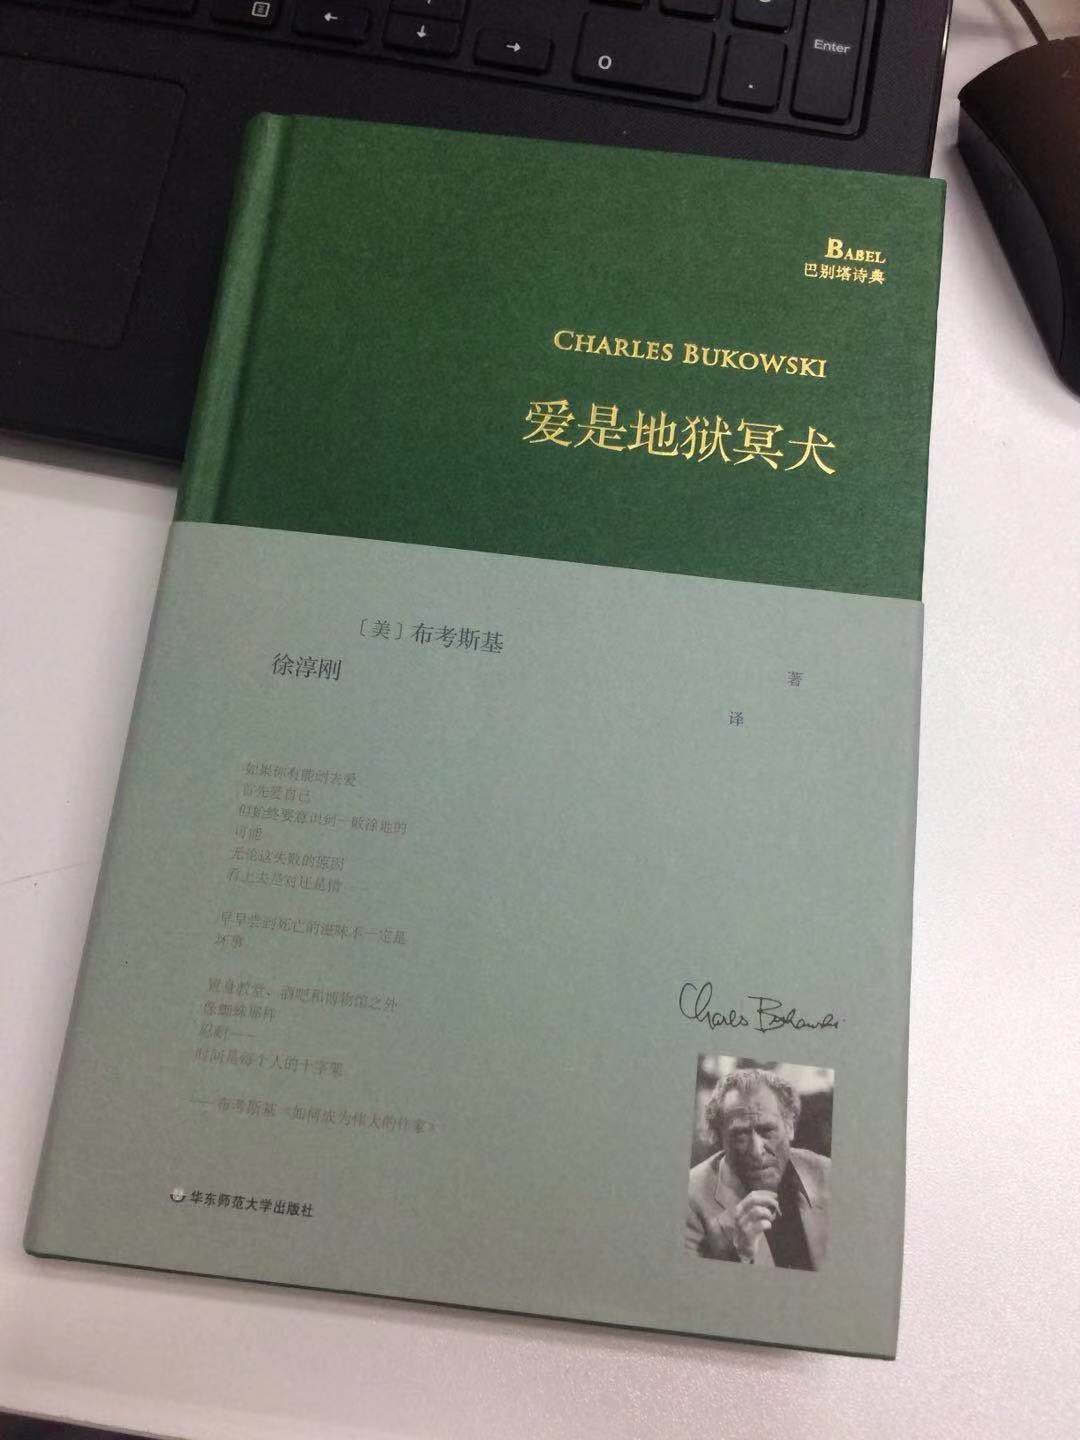 Enter
0
.
BABEL
巴别塔诗典
CHARLES BUKOWSKI
爱是地狱冥犬
〔美〕布考斯基
著
徐淳刚
译
如果你有能时去爱
首先爱自己
但始终要意识到一败涂地的
可能
无论这失败的原因
看上去是对还是错——
早早尝到死亡的滋味不一定是
坏事
置身教堂、酒吧和博物馆之外
像蜘蛛那样
忍耐——
时间是每个人的十字架
——布考斯基《如何成为伟大的作家》
Charles Bukowski
华东师范大学出版社